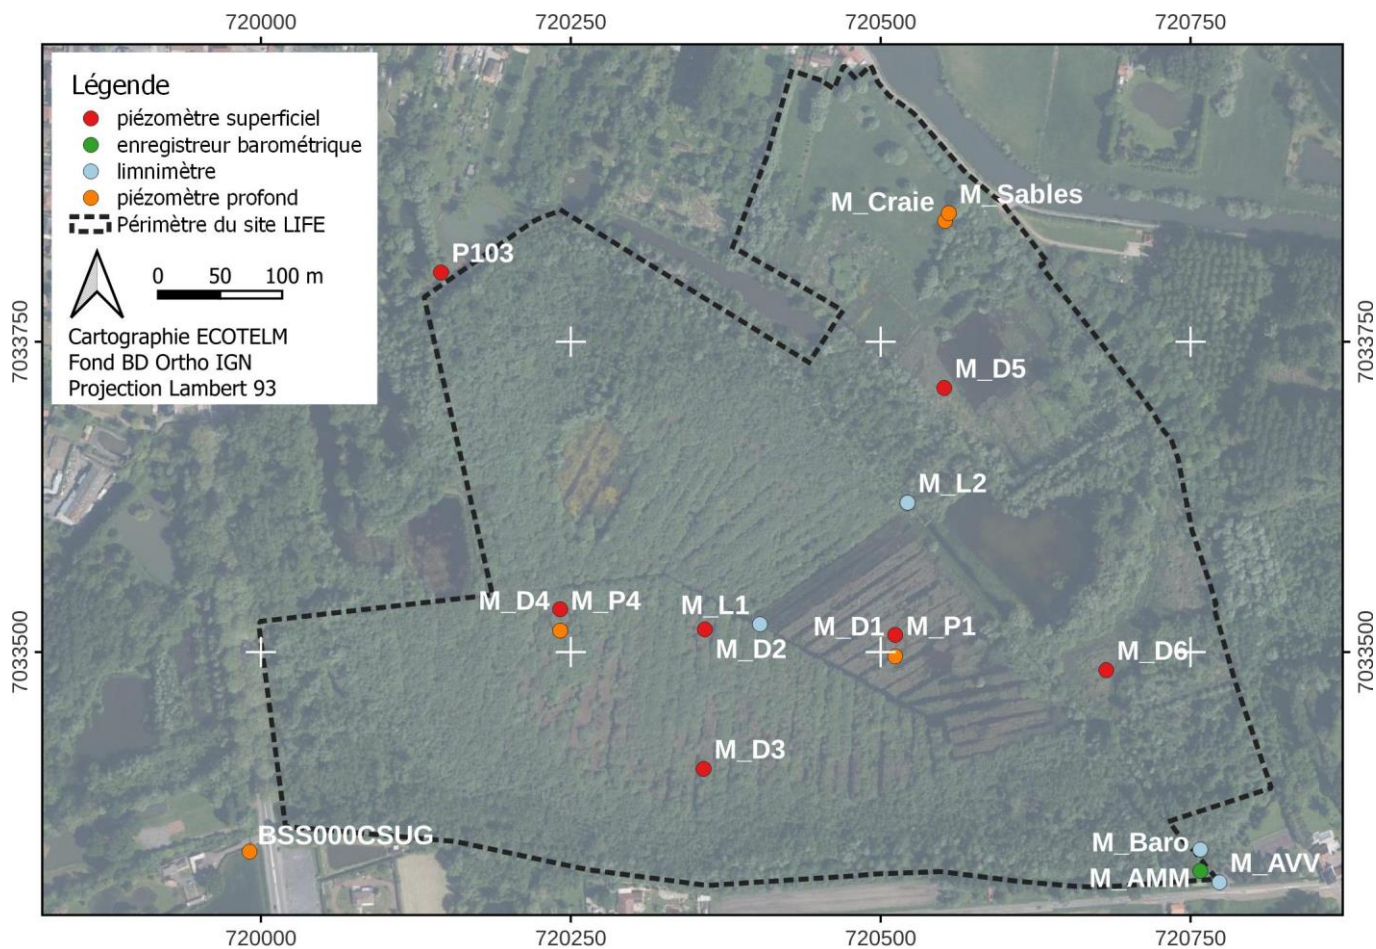 720000 720250 720500 720750
Légende
piézomètre superficiel
enregistreur barométrique
limnimètre
piézomètre profond
Périmètre du site LIFE
0 50 100 m
Cartographie ECOTELM
Fond BD Ortho IGN
Projection Lambert 93
M_Craie M_Sables
P103
7033750 7033750
M_D5
M_L2
M_D4 M_P4 M_L1
M_D1 M_P1
M_D2
M_D6
7033500 7033500
M_D3
BSS000CSUG
M_Baro
M_AVV
M_AMM
720000 720250 720500 720750